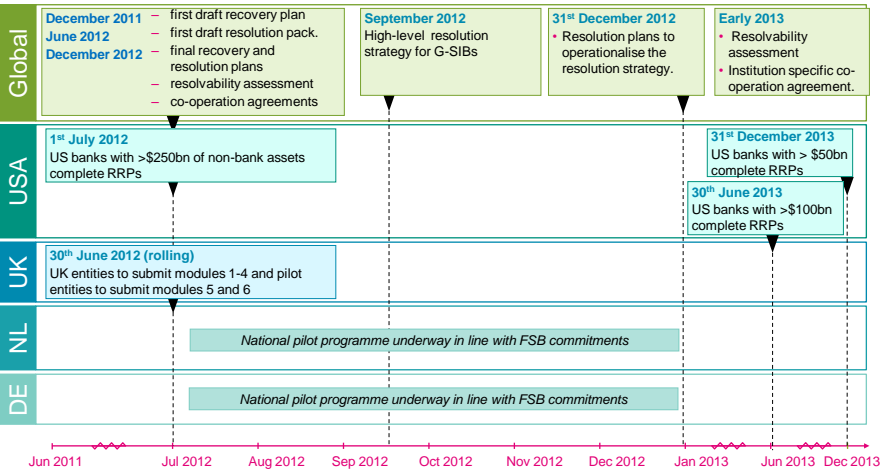 Global
December 2011
June 2012
December 2012
– first draft recovery plan
– first draft resolution pack.
– final recovery and
resolution plans
– resolvability assessment
– co-operation agreements
September 2012
High-level resolution
strategy for G-SIBs
31st December 2012
• Resolution plans to
operationalise the
resolution strategy.
Early 2013
• Resolvability
assessment
• Institution specific co-
operation agreement.
USA
1st July 2012
US banks with >$250bn of non-bank assets
complete RRPs
31st December 2013
US banks with > $50bn
complete RRPs
30th June 2013
US banks with >$100bn
complete RRPs
UK
30th June 2012 (rolling)
UK entities to submit modules 1-4 and pilot
entities to submit modules 5 and 6
NL
National pilot programme underway in line with FSB commitments
DE
National pilot programme underway in line with FSB commitments
Jun 2011 Jul 2012 Aug 2012 Sep 2012 Oct 2012 Nov 2012 Dec 2012 Jan 2013 Jun 2013 Dec 2013